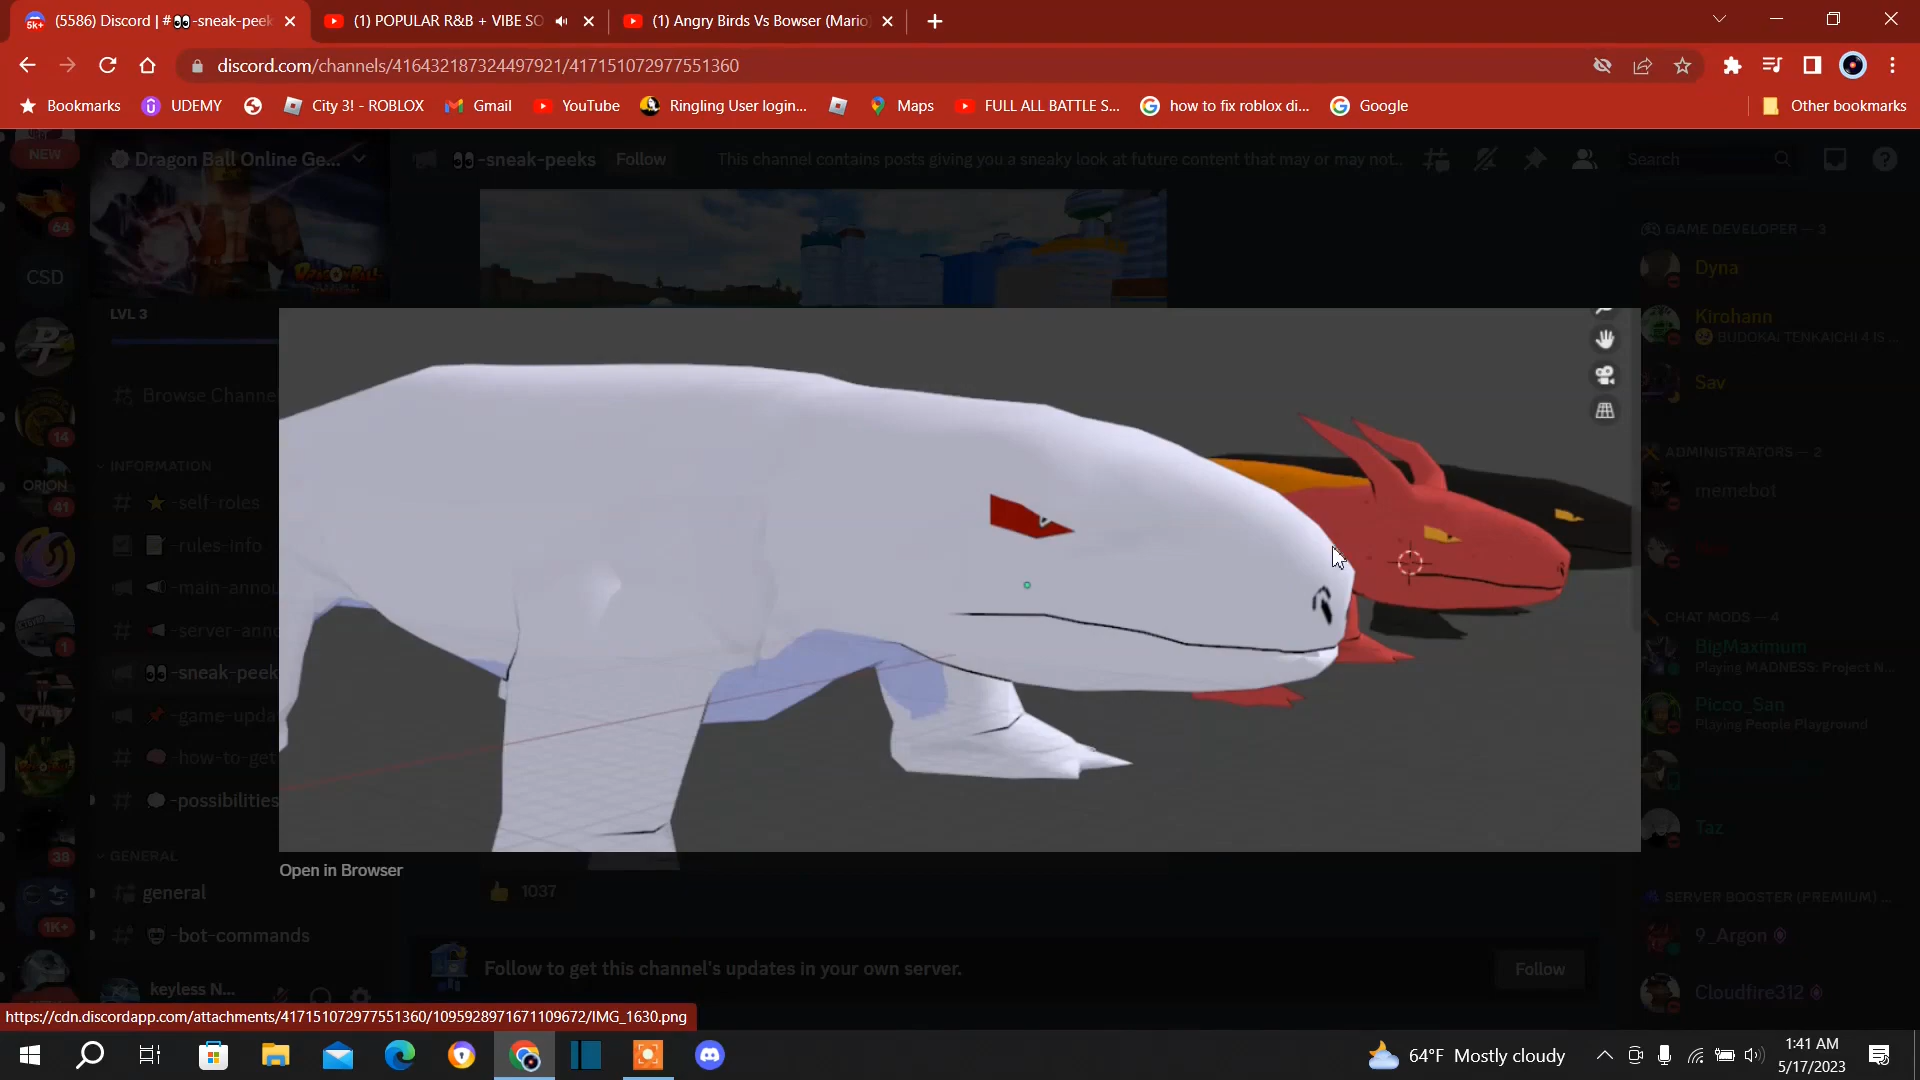 (5586) Discord | #👀-sneak-peek
(1) POPULAR R&B + VIBE SO
(1) Angry Birds Vs Bowser (Mario
discord.com/channels/416432187324497921/417151072977551360
Bookmarks
UDEMY
City 3! - ROBLOX
Gmail
YouTube
Ringling User login...
Maps
FULL ALL BATTLE S...
how to fix roblox di...
Google
Other bookmarks
NEW
Dragon Ball Online Ge...
👀-sneak-peeks
Follow
This channel contains posts giving you a sneaky look at future content that may or may not..
Search
64
CSD
LVL 3
GAME DEVELOPER — 3
Dyna
Kirohann
BUDOKAI TENKAICHI 4 IS ...
Sav
Browse Channe
14
INFORMATION
ORION
41
-self-roles
-rules-info
-main-annou
-server-anno
1
👀-sneak-peek
-game-upda
-how-to-get
-possibilities
ADMINISTRATORS — 2
memebot
CHAT MODS — 4
BigMaximum
Playing MADNESS: Project N...
Picco_San
Playing People Playground
Taz
38
GENERAL
general
1K+
-bot-commands
Open in Browser
1037
SERVER BOOSTER (PREMIUM) ...
9_Argon
Cloudfire312
Follow to get this channel's updates in your own server.
Follow
keyless N...
https://cdn.discordapp.com/attachments/417151072977551360/1095928971671109672/IMG_1630.png
64°F Mostly cloudy
1:41 AM
5/17/2023